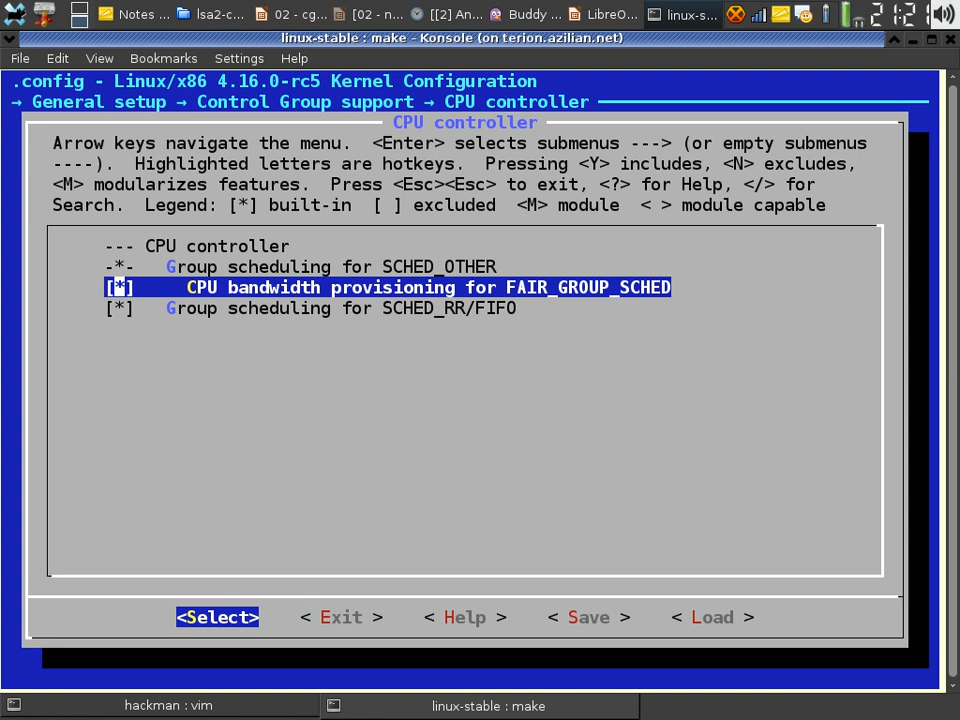 Notes ...
lsa2-c...
02 - cg...
[02 - n...
[[2] An...
Buddy ...
LibreO...
linux-s...
linux-stable : make - Konsole (on terion.azilian.net)
File Edit View Bookmarks Settings Help
.config - Linux/x86 4.16.0-rc5 Kernel Configuration
→ General setup → Control Group support → CPU controller
CPU controller
Arrow keys navigate the menu. <Enter> selects submenus ---> (or empty submenus
----). Highlighted letters are hotkeys. Pressing <Y> includes, <N> excludes,
<M> modularizes features. Press <Esc><Esc> to exit, <?> for Help, </> for
Search. Legend: [*] built-in [ ] excluded <M> module < > module capable
--- CPU controller
-*- Group scheduling for SCHED_OTHER
[*] CPU bandwidth provisioning for FAIR_GROUP_SCHED
[*] Group scheduling for SCHED_RR/FIFO
<Select> < Exit > < Help > < Save > < Load >
hackman : vim
linux-stable : make